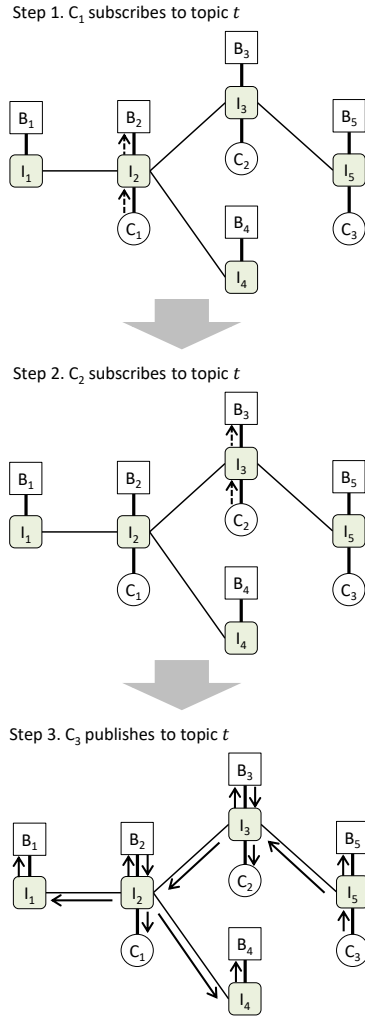 Step 1. C₁ subscribes to topic t
B₃
B₁ B₂ I₃ B₅
I₁ I₂ C₂ I₅
C₁ B₄ C₃
I₄
Step 2. C₂ subscribes to topic t
B₃
B₁ B₂ I₃ B₅
I₁ I₂ C₂ I₅
C₁ B₄ C₃
I₄
Step 3. C₃ publishes to topic t
B₃
B₁ B₂ I₃ B₅
I₁ I₂ C₂ I₅
C₁ B₄ C₃
I₄